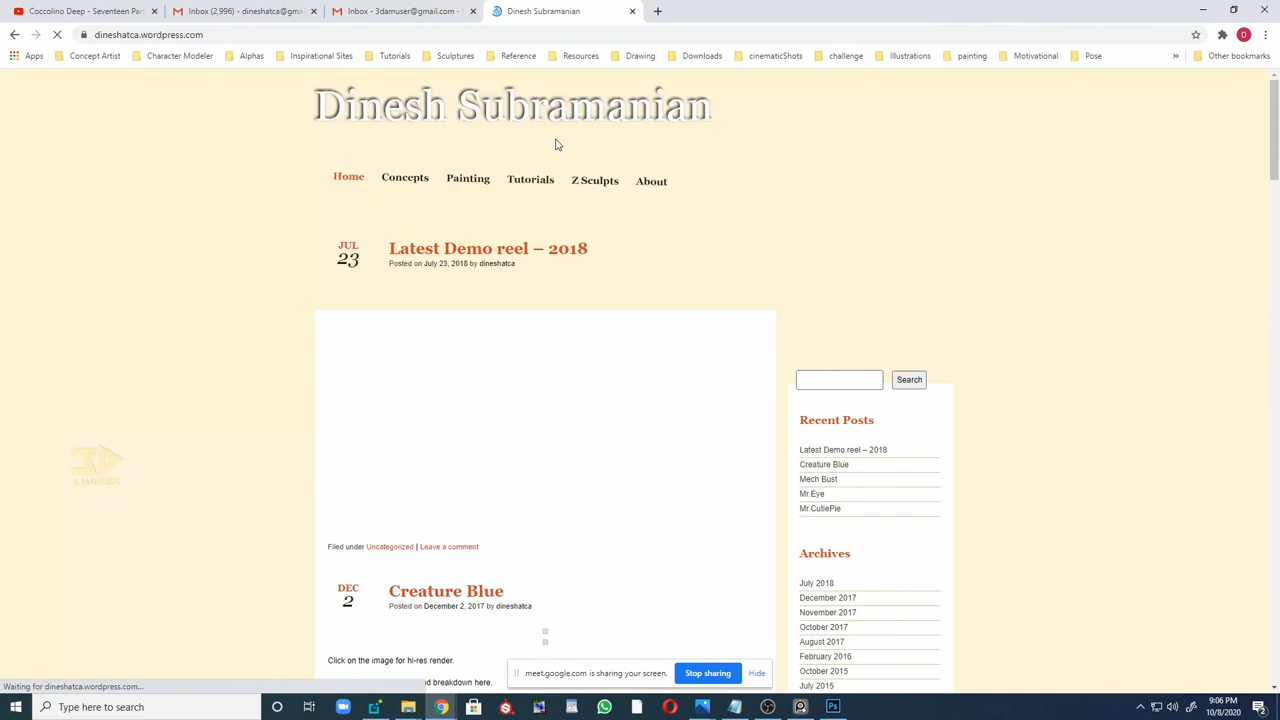 Coccolino Deep - Seventeen Part
Inbox (2,996) - dineshatca@gma
M Gmail - 3damuser@gmail.c
Dinesh Subramanian
dineshatca.wordpress.com
Apps
Concept Artist
Character Modeler
Alphas
Inspirational Sites
Tutorials
Sculptures
Reference
Resources
Drawing
Downloads
cinematicShots
challenge
Illustrations
painting
Motivational
Pose
»
Other bookmarks
Dinesh Subramanian
Home
Concepts
Painting
Tutorials
Z Sculpts
About
JUL
23
Latest Demo reel – 2018
Posted on July 23, 2018 by dineshatca
Search
Recent Posts
Latest Demo reel – 2018
Creature Blue
Mech Bust
Mr.Eye
Mr.CutiePie
Filed under Uncategorized | Leave a comment
Archives
July 2018
December 2017
November 2017
October 2017
August 2017
February 2016
October 2015
July 2015
DEC
2
Creature Blue
Posted on December 2, 2017 by dineshatca
Click on the image for hi-res render.
nd breakdown here.
meet.google.com is sharing your screen.
Stop sharing
Hide
Waiting for dineshatca.wordpress.com...
Type here to search
9:06 PM
10/8/2020